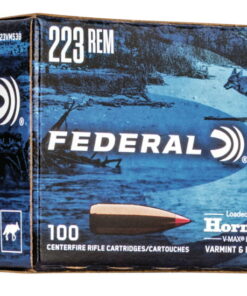 223 REM
FEDERAL
®
100
CENTERFIRE RIFLE CARTRIDGES/CARTOUCHES
Loaded
Horn
V-MAX®
VARMINT &